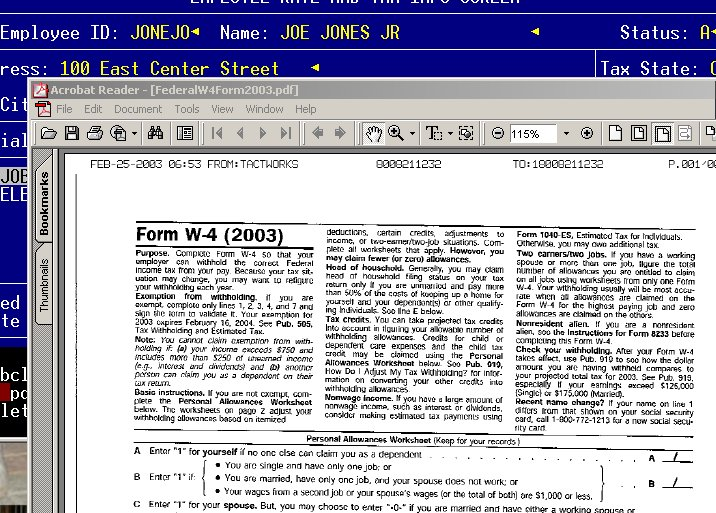 EMPLOYEE RATE AND TAX INFO SCREEN
Employee ID: JONEJO Name: JOE JONES JR Status: A
ress: 100 East Center Street Tax State:
Acrobat Reader - [FederalW4Form2003.pdf]
Cit
File Edit Document Tools View Window Help
ial
115%
JOB
ELE
Bookmarks
Thumbnails
ed
te
bcl
po
let
FEB-25-2003 06:53 FROM:TACTWORKS 8009211232 TO:18009211232 P.001/0
Form W-4 (2003)
Purpose. Complete Form W-4 so that your
employer can withhold the correct Federal
income tax from your pay. Because your tax sit-
uation may change, you may want to refigure
your withholding each year.
Exemption from withholding. If you are
exempt, complete only lines 1, 2, 3, 4, and 7 and
sign the form to validate it. Your exemption for
2003 expires February 16, 2004. See Pub. 505,
Tax Withholding and Estimated Tax.
Note: You cannot claim exemption from with-
holding if: (a) your income exceeds $750 and
includes more than $250 of unearned income
(e.g., interest and dividends) and (b) another
person can claim you as a dependent on their
tax return.
Basic instructions. If you are not exempt, com-
plete the Personal Allowances Worksheet
below. The worksheets on page 2 adjust your
withholding allowances based on itemized
deductions, certain credits, adjustments to
income, or two-earner/two-job situations. Com-
plete all worksheets that apply. However, you
may claim fewer (or zero) allowances.
Head of household. Generally, you may claim
head of household filing status on your tax
return only if you are unmarried and pay more
than 50% of the costs of keeping up a home for
yourself and your dependent(s) or other qualify-
ing individuals. See line E below.
Tax credits. You can take projected tax credits
into account in figuring your allowable number of
withholding allowances. Credits for child or
dependent care expenses and the child tax
credit may be claimed using the Personal
Allowances Worksheet below. See Pub. 919,
How Do I Adjust My Tax Withholding? for infor-
mation on converting your other credits into
withholding allowances.
Nonwage income. If you have a large amount of
nonwage income, such as interest or dividends,
consider making estimated tax payments using
Form 1040-ES, Estimated Tax for Individuals.
Otherwise, you may owe additional tax.
Two earners/two jobs. If you have a working
spouse or more than one job, figure the total
number of allowances you are entitled to claim
on all jobs using worksheets from only one Form
W-4. Your withholding usually will be most accu-
rate when all allowances are claimed on the
Form W-4 for the highest paying job and zero
allowances are claimed on the others.
Nonresident alien. If you are a nonresident
alien, see the Instructions for Form 8233 before
completing this Form W-4.
Check your withholding. After your Form W-4
takes effect, use Pub. 919 to see how the dollar
amount you are having withheld compares to
your projected total tax for 2003. See Pub. 919,
especially if your earnings exceed $125,000
(Single) or $175,000 (Married).
Recent name change? If your name on line 1
differs from that shown on your social security
card, call 1-800-772-1213 for a new social secu-
rity card.
Personal Allowances Worksheet (Keep for your records)
A Enter "1" for yourself if no one else can claim you as a dependent A 1
• You are single and have only one job; or
B Enter "1" if: • You are married, have only one job, and your spouse does not work; or B 1
• Your wages from a second job or your spouse's wages (or the total of both) are $1,000 or less.
C Enter "1" for your spouse. But, you may choose to enter "-0-" if you are married and have either a working spouse or